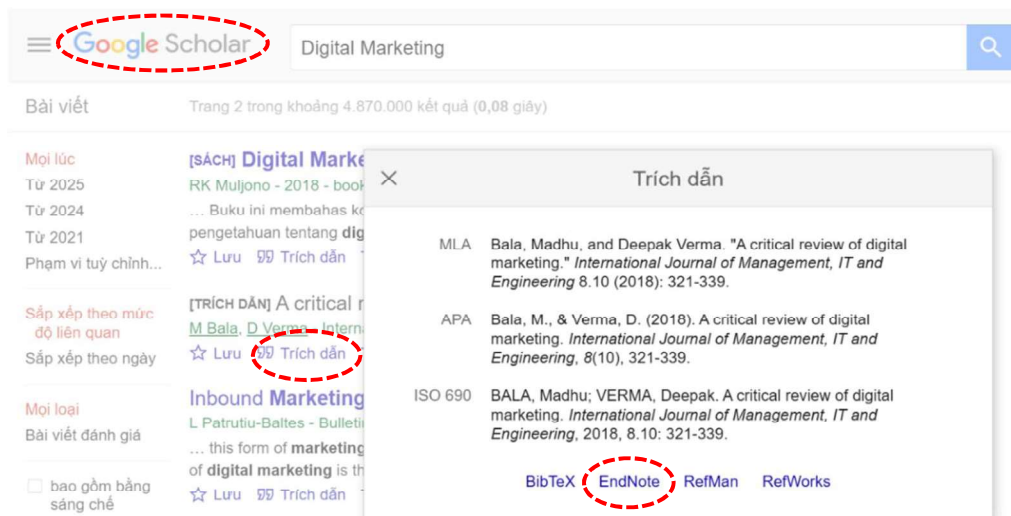 Google Scholar
Digital Marketing
Bài viết
Trang 2 trong khoảng 4.870.000 kết quả (0,08 giây)
Mọi lúc
Từ 2025
Từ 2024
Từ 2021
Phạm vi tuỳ chỉnh...
Sắp xếp theo mức
độ liên quan
Sắp xếp theo ngày
Mọi loại
Bài viết đánh giá
bao gồm bằng
sáng chế
[SÁCH] Digital Marke
RK Muljono - 2018 - book
… Buku ini membahas ko
pengetahuan tentang dig
Lưu Trích dẫn
[TRÍCH DẪN] A critical r
M Bala, D Verma - Interna
Lưu Trích dẫn
Inbound Marketing
L Patrutiu-Baltes - Bulleti
… this form of marketing
of digital marketing is th
Lưu Trích dẫn
Trích dẫn
MLA Bala, Madhu, and Deepak Verma. "A critical review of digital
marketing." International Journal of Management, IT and
Engineering 8.10 (2018): 321-339.
APA Bala, M., & Verma, D. (2018). A critical review of digital
marketing. International Journal of Management, IT and
Engineering, 8(10), 321-339.
ISO 690 BALA, Madhu; VERMA, Deepak. A critical review of digital
marketing. International Journal of Management, IT and
Engineering, 2018, 8.10: 321-339.
BibTeX EndNote RefMan RefWorks